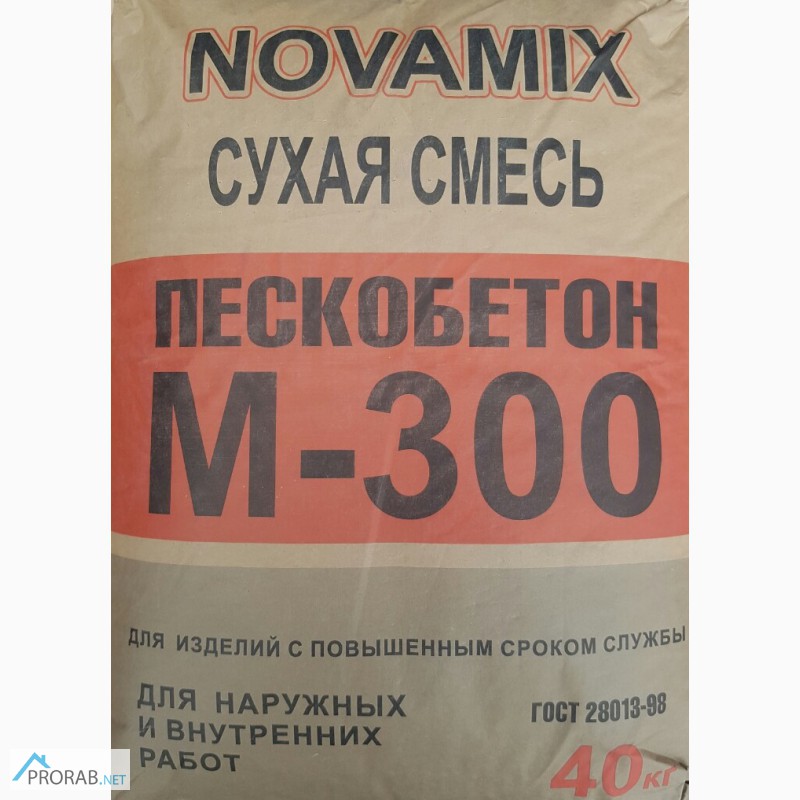 NOVAMIX
СУХАЯ СМЕСЬ
ПЕСКОБЕТОН
М-300
ДЛЯ ИЗДЕЛИЙ С ПОВЫШЕННЫМ СРОКОМ СЛУЖБЫ
ДЛЯ НАРУЖНЫХ
И ВНУТРЕННИХ
РАБОТ
ГОСТ 28013-98
40кг
PRORAB.NET